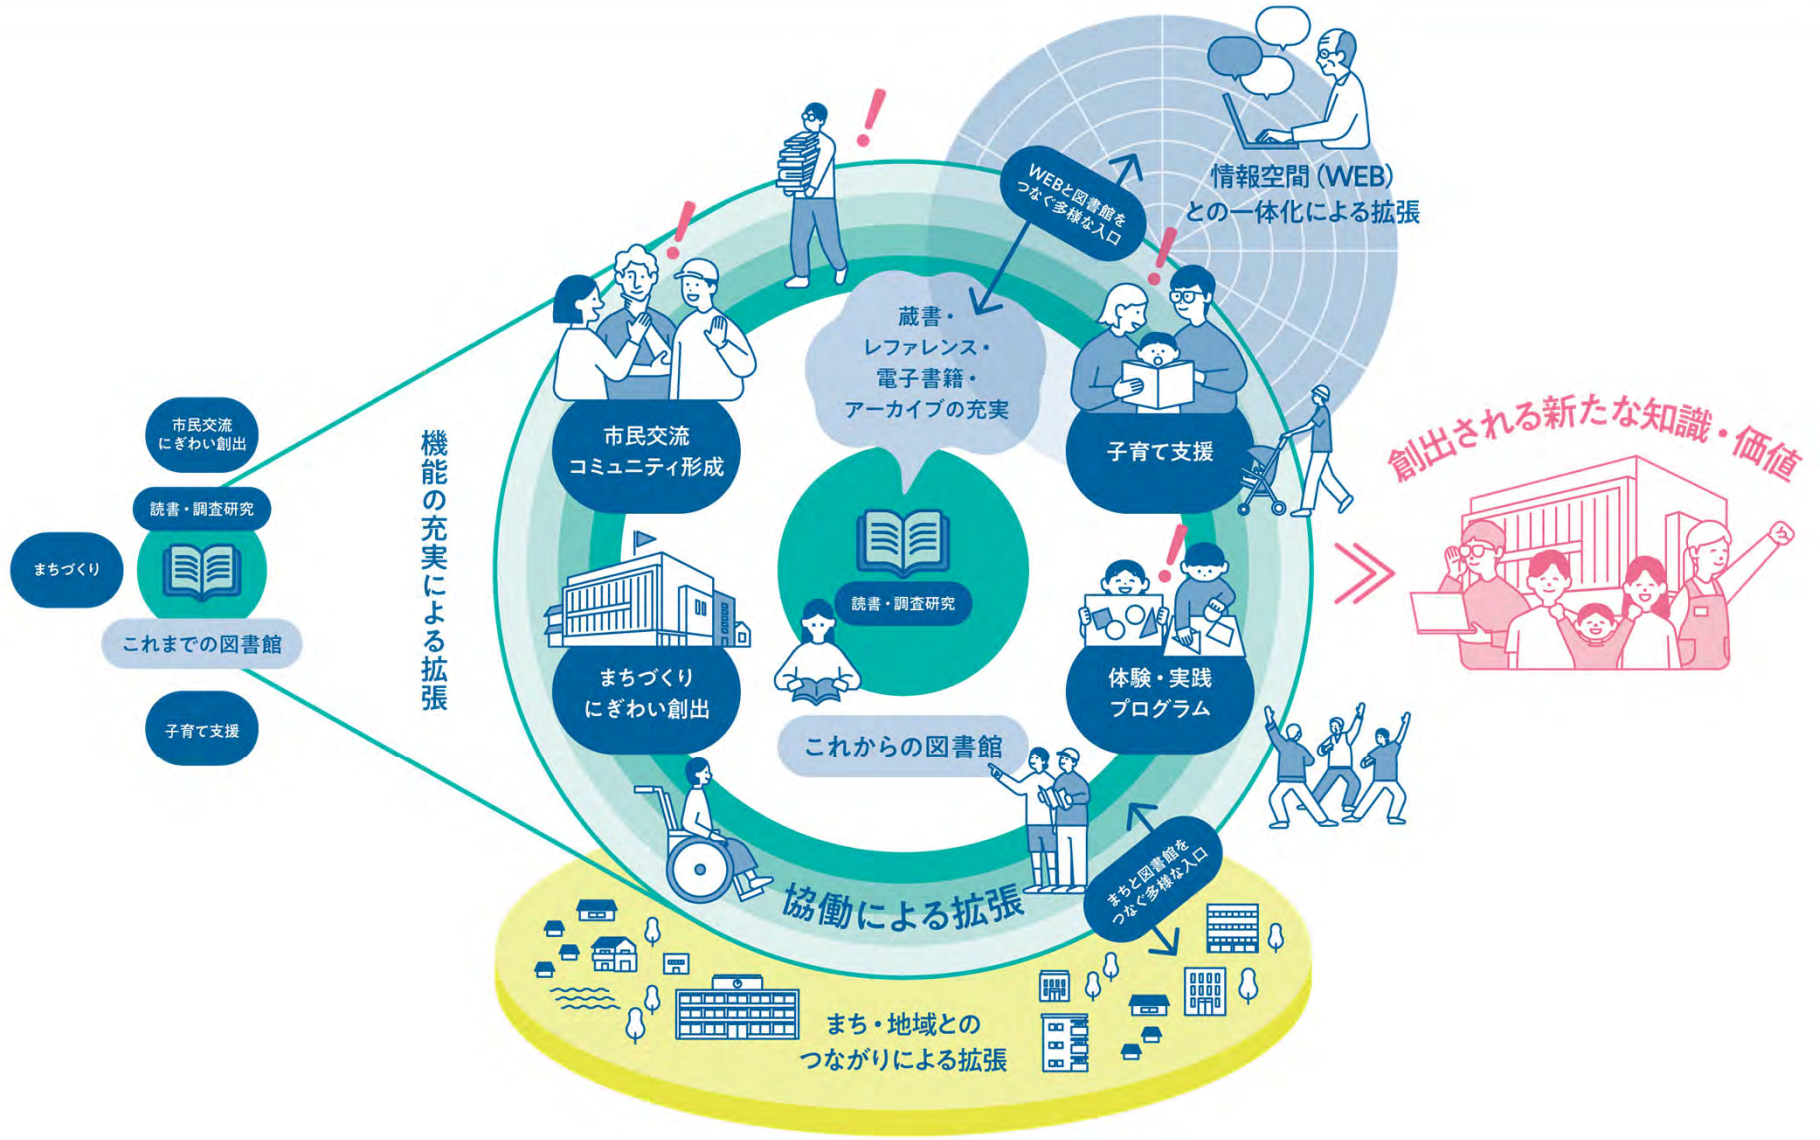 市民交流
にぎわい創出
読書・調査研究
まちづくり
これまでの図書館
子育て支援
機能の充実による拡張
WEBと図書館を
つなぐ多様な入口
情報空間（WEB）
との一体化による拡張
蔵書・
レファレンス・
電子書籍・
アーカイブの充実
市民交流
コミュニティ形成
子育て支援
読書・調査研究
まちづくり
にぎわい創出
体験・実践
プログラム
これからの図書館
協働による拡張
まちと図書館を
つなぐ多様な入口
まち・地域との
つながりによる拡張
創出される新たな知識・価値